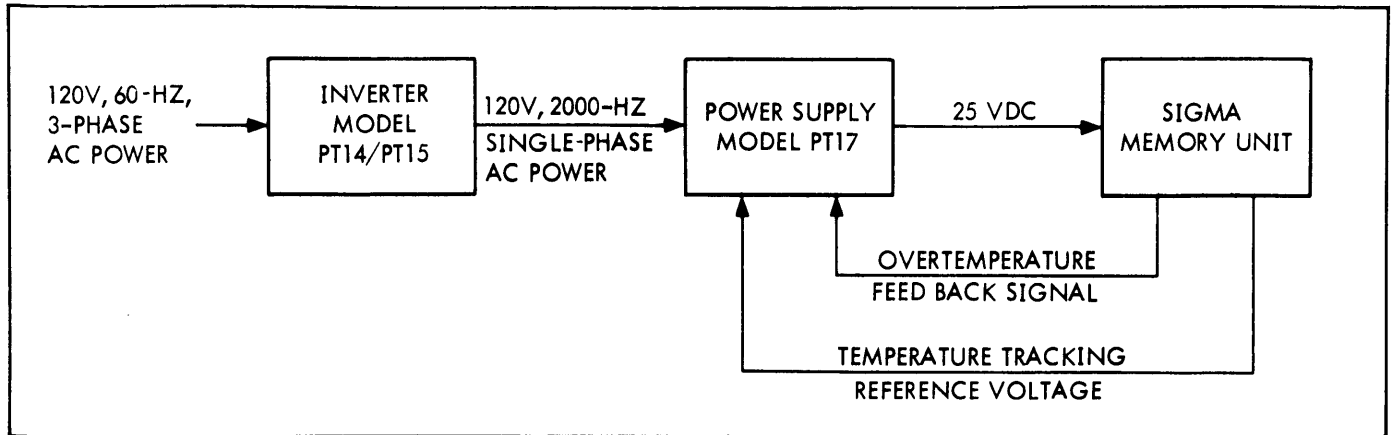 120V, 60-HZ,
3-PHASE
AC POWER
INVERTER
MODEL
PT14/PT15
120V, 2000-HZ
SINGLE-PHASE
AC POWER
POWER SUPPLY
MODEL PT17
25 VDC
SIGMA
MEMORY UNIT
OVERTEMPERATURE
FEED BACK SIGNAL
TEMPERATURE TRACKING
REFERENCE VOLTAGE